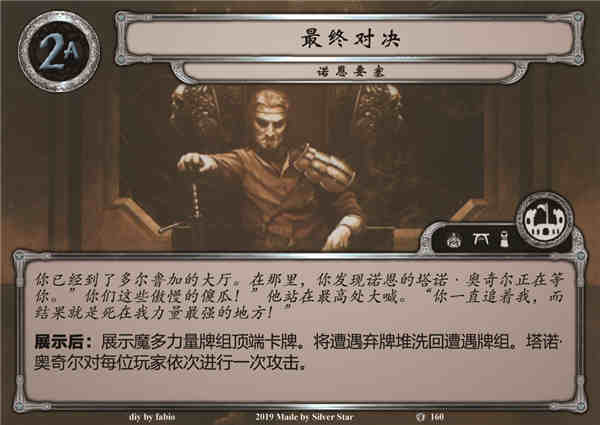 2A
最终对决
诺恩要塞
你已经到了多尔鲁加的大厅。在那里，你发现诺恩的塔诺·奥奇尔正在等
你。”你们这些傲慢的傻瓜！”他站在最高处大喊。“你一直追着我，而
结果就是死在我力量最强的地方！”
展示后：展示魔多力量牌组顶端卡牌。将遭遇弃牌堆洗回遭遇牌组。塔诺·
奥奇尔对每位玩家依次进行一次攻击。
diy by fabio 2019 Made by Silver Star 160